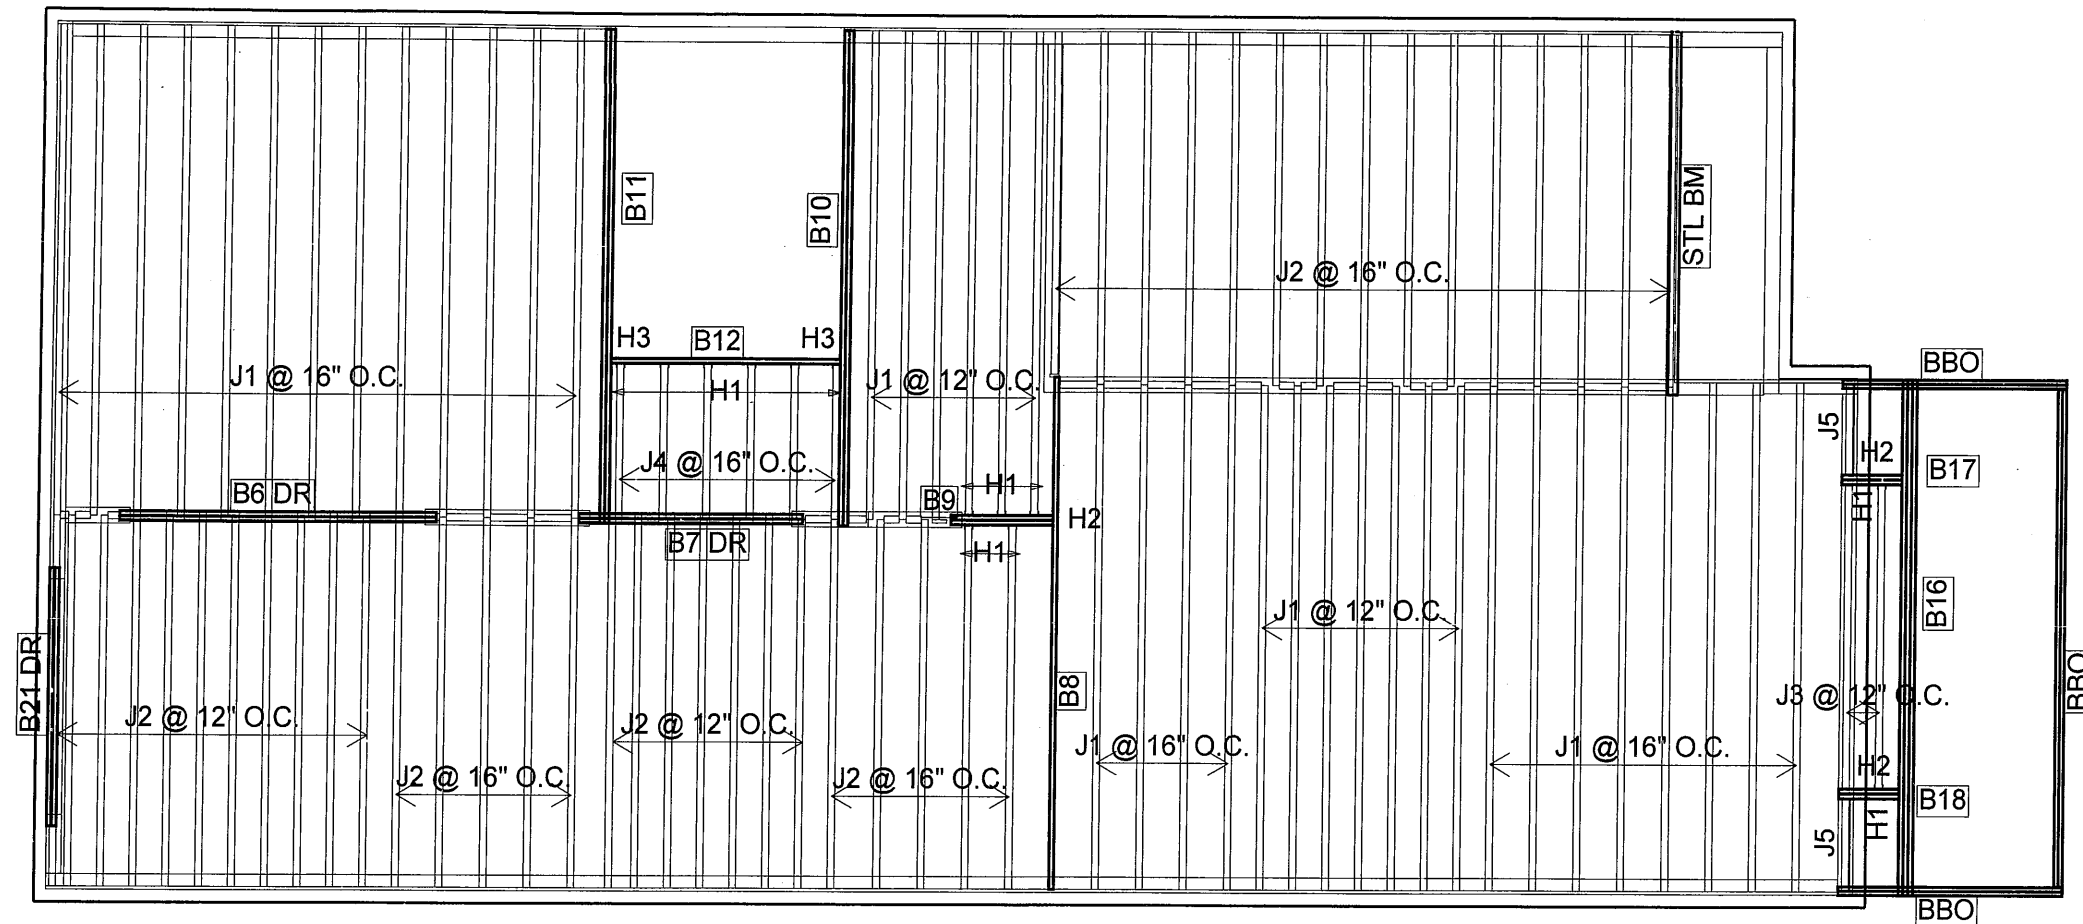 BBO
STL BM
B11
B10
J2 @ 16" O.C.
H3
B12
H3
J1 @ 16" O.C.
H1
J1 @ 12" O.C.
J5
H2
B17
J4 @ 16" O.C.
B6 DR
B9
H1
H1
H2
B7 DR
H1
B16
J1 @ 12" O.C.
B21 DR
B8
BBO
J3 @ 12" O.C.
J2 @ 12" O.C.
J2 @ 12" O.C.
J1 @ 16" O.C.
J1 @ 16" O.C.
H2
J2 @ 16" O.C.
J2 @ 16" O.C.
B18
H1
J5
BBO